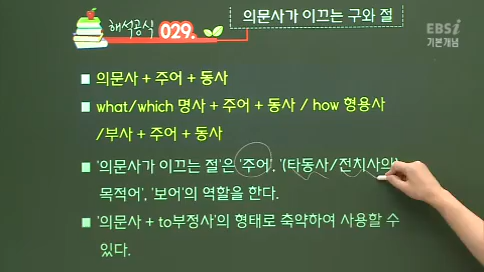 의문사가 이끄는 구와 절
해석공식 029.
EBSi
기본개념
의문사 + 주어 + 동사
what/which 명사 + 주어 + 동사 / how 형용사
/부사 + 주어 + 동사
'의문사가 이끄는 절'은 '주어', '(타동사/전치사의)
목적어', '보어'의 역할을 한다.
'의문사 + to부정사'의 형태로 축약하여 사용할 수
있다.